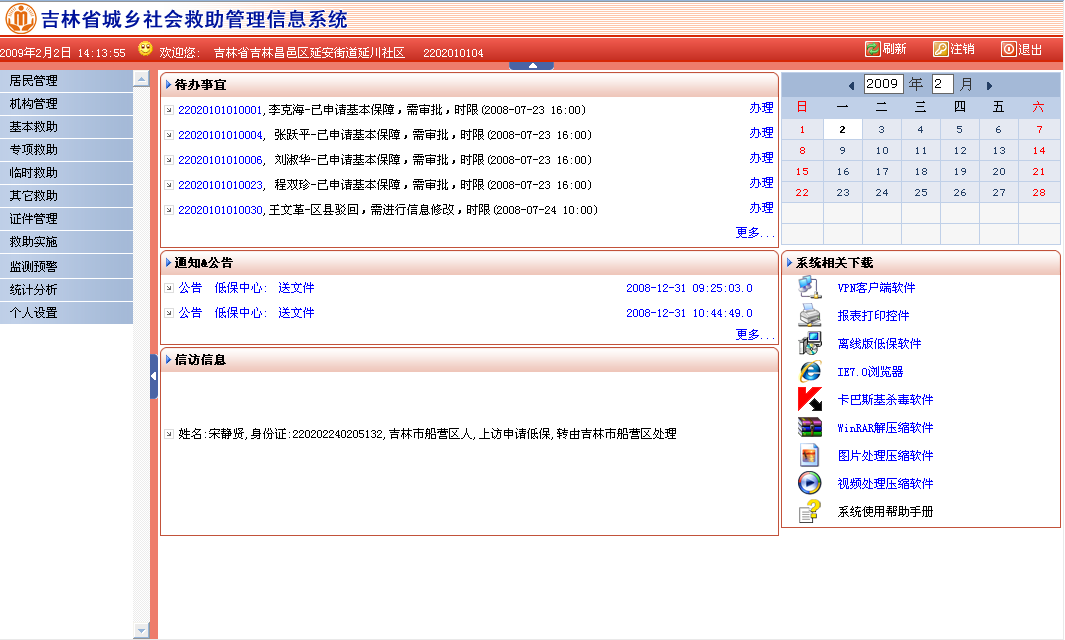 吉林省城乡社会救助管理信息系统
2009年2月2日 14:13:55 欢迎您: 吉林省吉林昌邑区延安街道延川社区 2202010104 刷新 注销 退出
居民管理
机构管理
基本救助
专项救助
临时救助
其它救助
证件管理
救助实施
监测预警
统计分析
个人设置
待办事宜
22020101010001,李克海-已申请基本保障，需审批，时限(2008-07-23 16:00) 办理
22020101010004, 张跃平-已申请基本保障，需审批，时限(2008-07-23 16:00) 办理
22020101010006, 刘淑华-已申请基本保障，需审批，时限(2008-07-23 16:00) 办理
22020101010023, 程双珍-已申请基本保障，需审批，时限(2008-07-23 16:00) 办理
22020101010030,王文革-区县驳回，需进行信息修改，时限(2008-07-24 10:00) 办理
更多...
通知&公告
公告 低保中心: 送文件 2008-12-31 09:25:03.0
公告 低保中心: 送文件 2008-12-31 10:44:49.0
更多...
信访信息
姓名:宋静贤,身份证:220202240205132,吉林市船营区人,上访申请低保,转由吉林市船营区处理
2009 年 2 月
日 一 二 三 四 五 六
1 2 3 4 5 6 7
8 9 10 11 12 13 14
15 16 17 18 19 20 21
22 23 24 25 26 27 28
系统相关下载
VPN客户端软件
报表打印控件
离线版低保软件
IE7.0浏览器
卡巴斯基杀毒软件
WinRAR解压缩软件
图片处理压缩软件
视频处理压缩软件
系统使用帮助手册